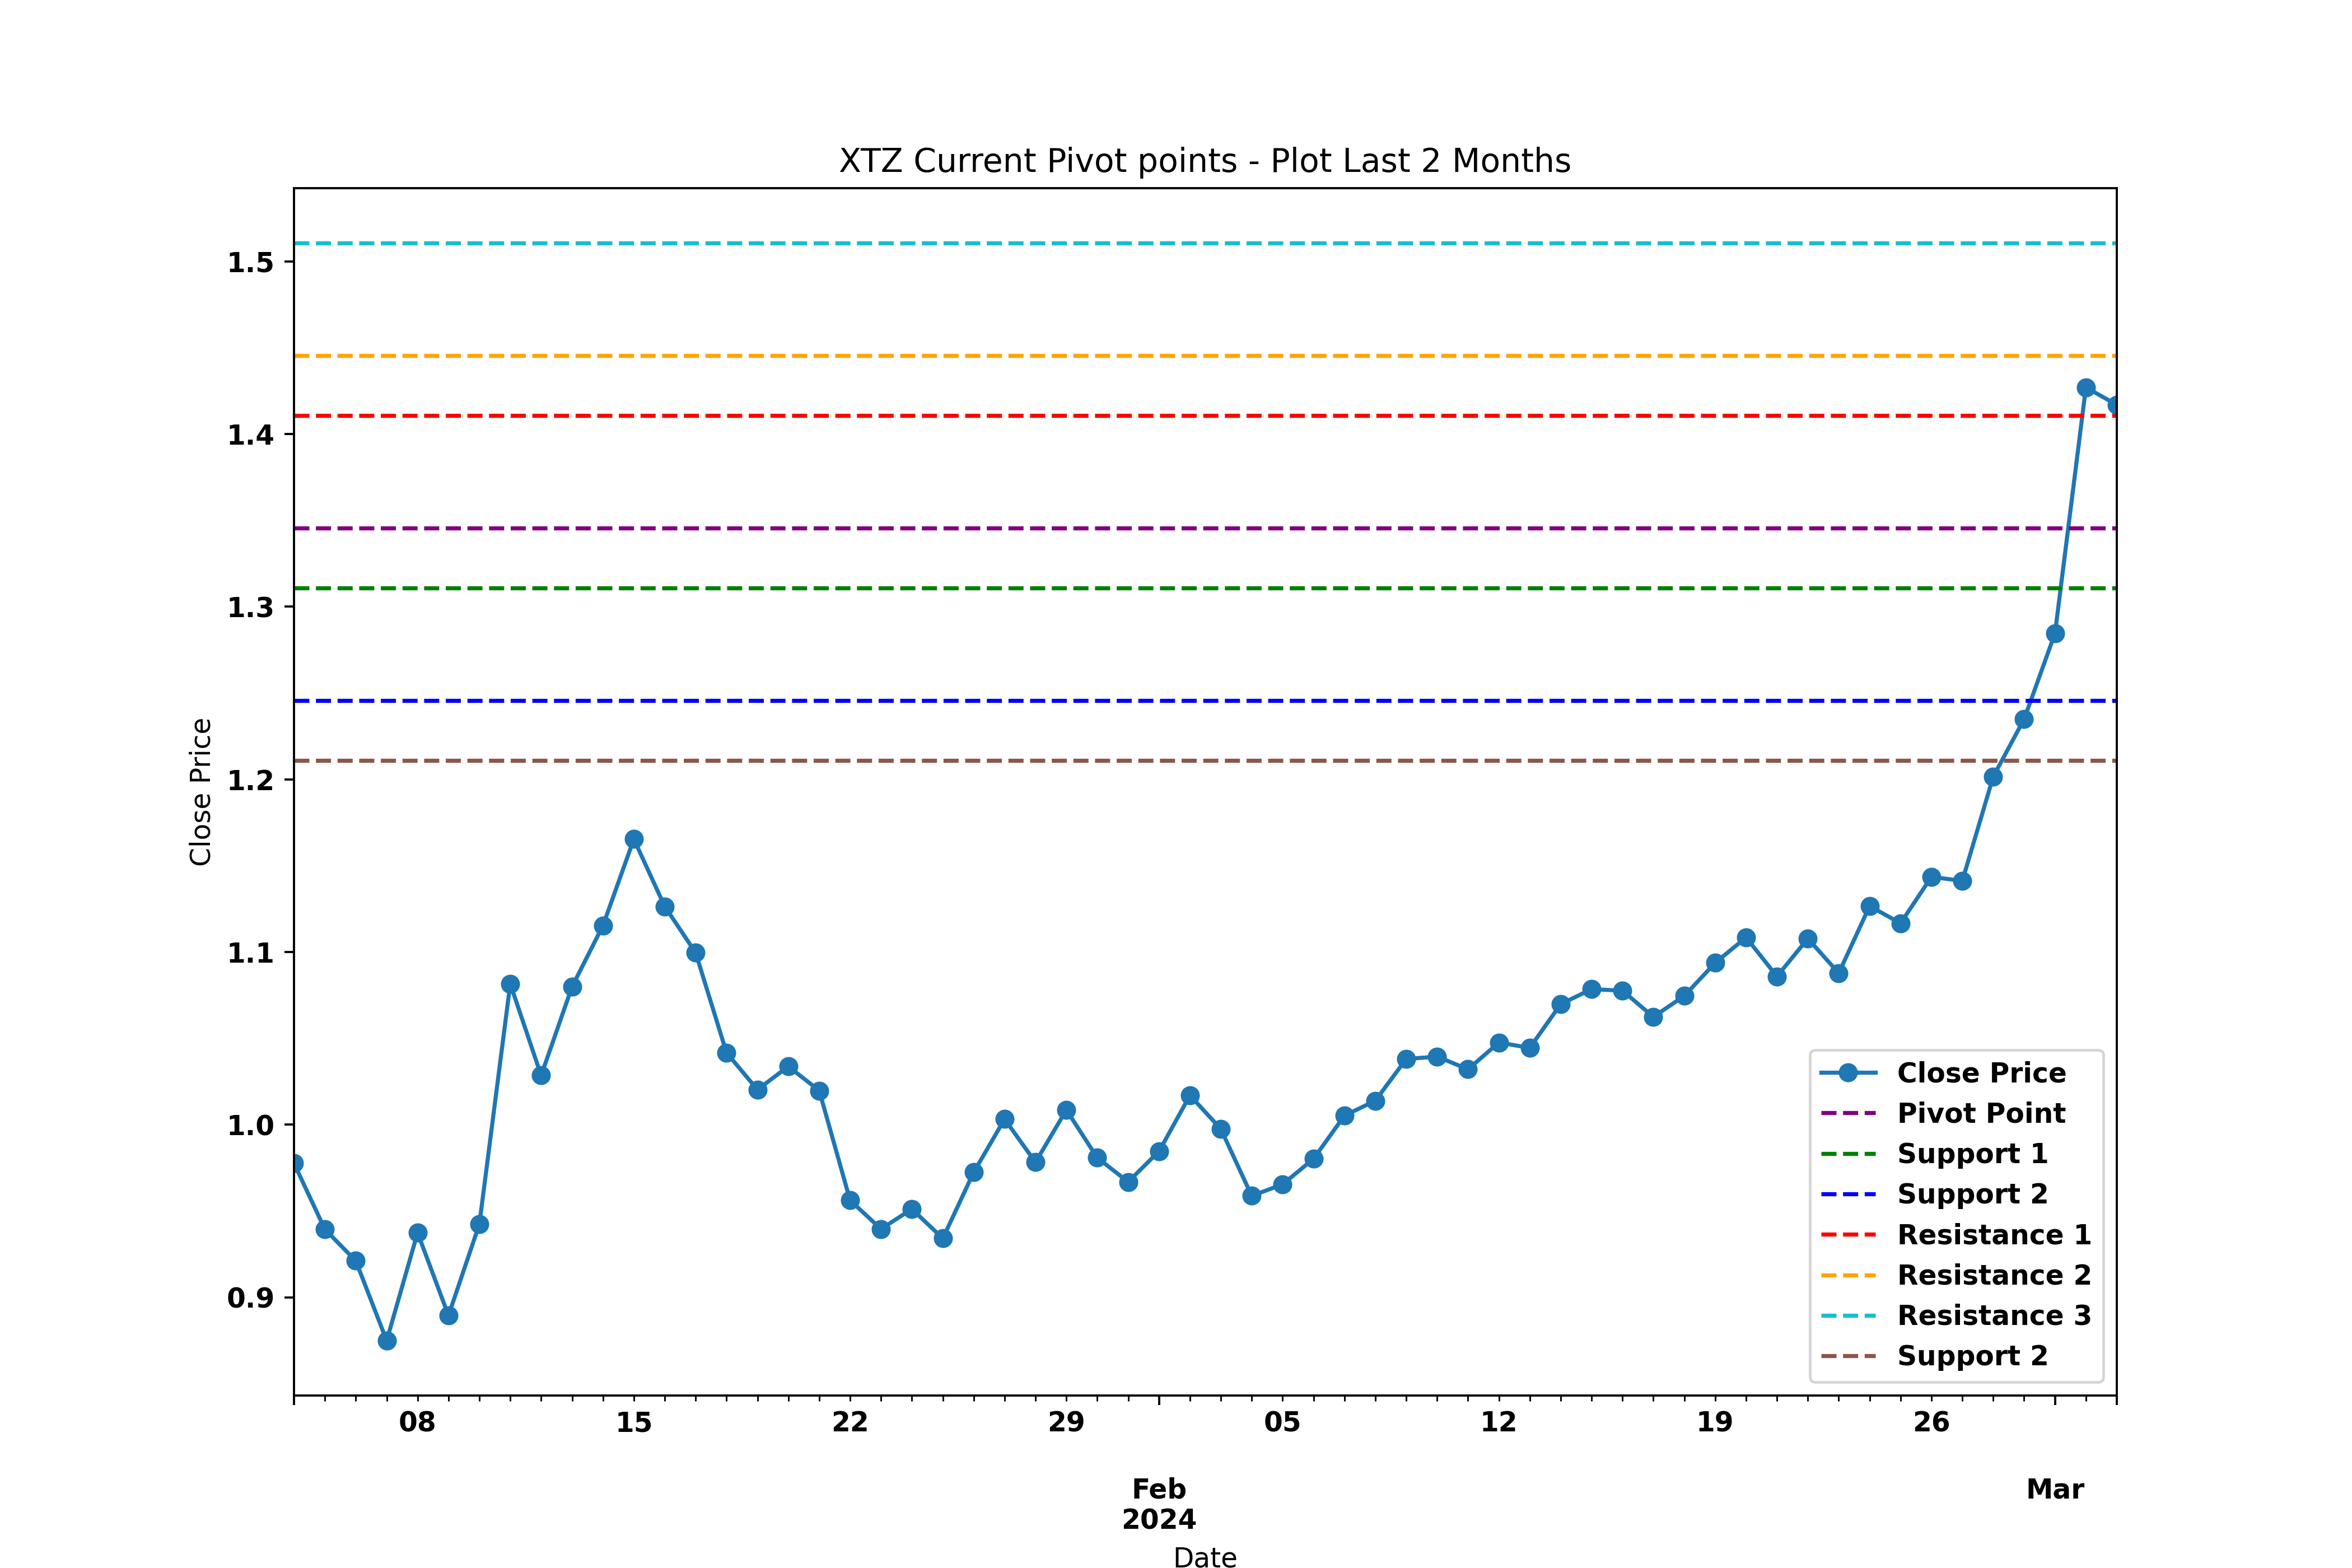 XTZ Current Pivot points - Plot Last 2 Months
1.5
1.4
1.3
1.2
1.1
1.0
0.9
Close Price
Close Price
Pivot Point
Support 1
Support 2
Resistance 1
Resistance 2
Resistance 3
Support 2
08 15 22 29 05 12 19 26
Feb Mar
2024
Date